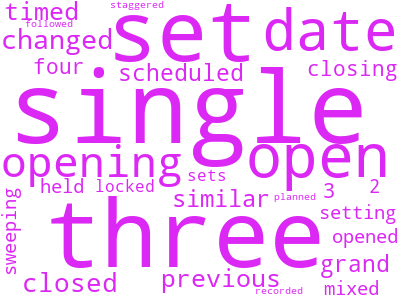 staggered
timed set date
followed
changed
four scheduled closing
single
opening open
sets
held locked 3 2
similar planned
sweeping three setting
opened
closed previous grand
recorded mixed